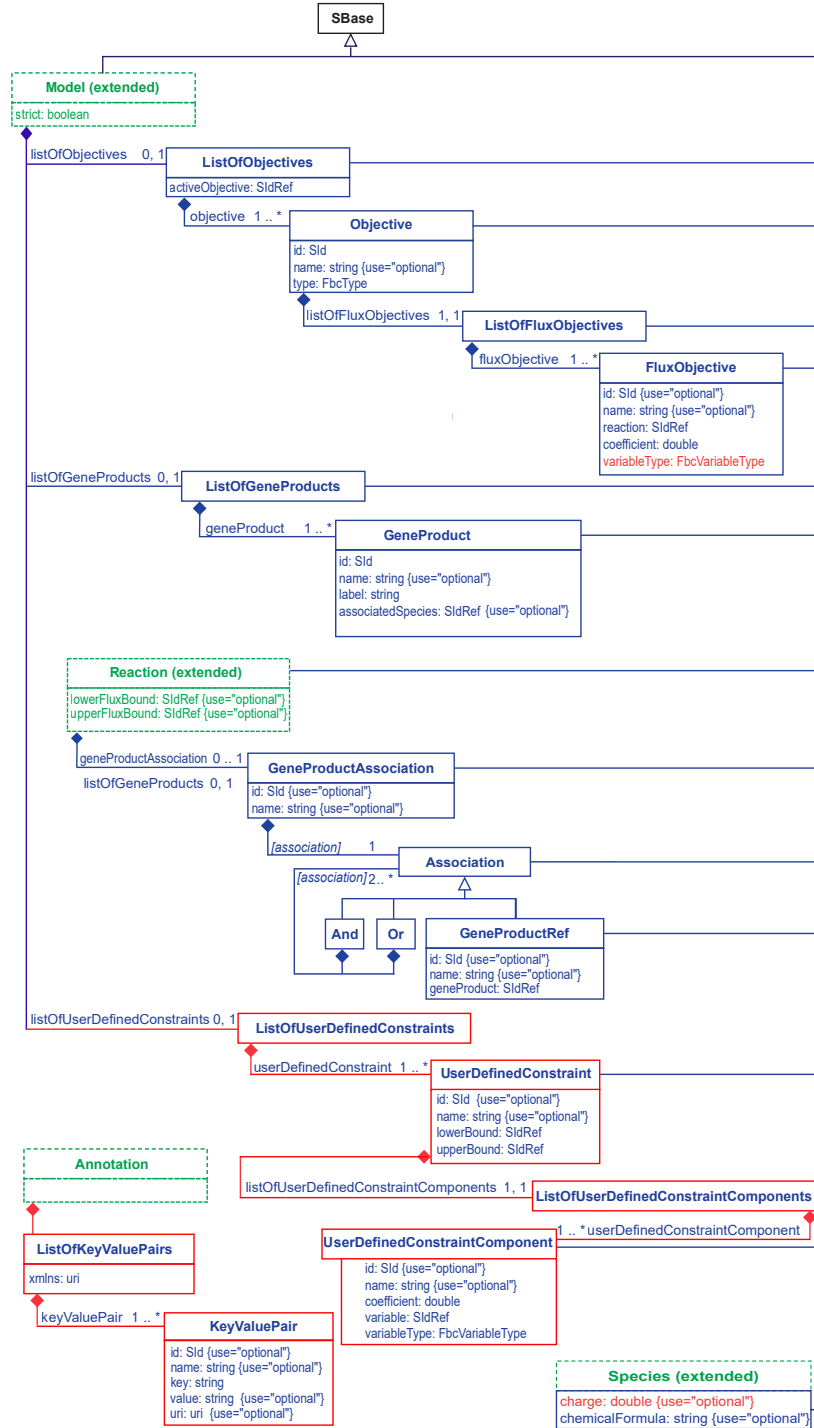 SBase
Model (extended)
strict: boolean
listOfObjectives 0, 1
ListOfObjectives
activeObjective: SIdRef
objective 1 .. *
Objective
id: SId
name: string {use="optional"}
type: FbcType
listOfFluxObjectives 1, 1
ListOfFluxObjectives
fluxObjective 1 .. *
FluxObjective
id: SId {use="optional"}
name: string {use="optional"}
reaction: SIdRef
coefficient: double
variableType: FbcVariableType
listOfGeneProducts 0, 1
ListOfGeneProducts
geneProduct 1 .. *
GeneProduct
id: SId
name: string {use="optional"}
label: string
associatedSpecies: SIdRef {use="optional"}
Reaction (extended)
lowerFluxBound: SIdRef {use="optional"}
upperFluxBound: SIdRef {use="optional"}
geneProductAssociation 0 .. 1
listOfGeneProducts 0, 1
GeneProductAssociation
id: SId {use="optional"}
name: string {use="optional"}
[association] 1
Association
[association] 2.. *
And
Or
GeneProductRef
id: SId {use="optional"}
name: string {use="optional"}
geneProduct: SIdRef
listOfUserDefinedConstraints 0, 1
ListOfUserDefinedConstraints
userDefinedConstraint 1 .. *
UserDefinedConstraint
id: SId {use="optional"}
name: string {use="optional"}
lowerBound: SIdRef
upperBound: SIdRef
listOfUserDefinedConstraintComponents 1, 1
ListOfUserDefinedConstraintComponents
1 .. * userDefinedConstraintComponent
UserDefinedConstraintComponent
id: SId {use="optional"}
name: string {use="optional"}
coefficient: double
variable: SIdRef
variableType: FbcVariableType
Annotation
ListOfKeyValuePairs
xmlns: uri
keyValuePair 1 .. *
KeyValuePair
id: SId {use="optional"}
name: string {use="optional"}
key: string
value: string {use="optional"}
uri: uri {use="optional"}
Species (extended)
charge: double {use="optional"}
chemicalFormula: string {use="optional"}